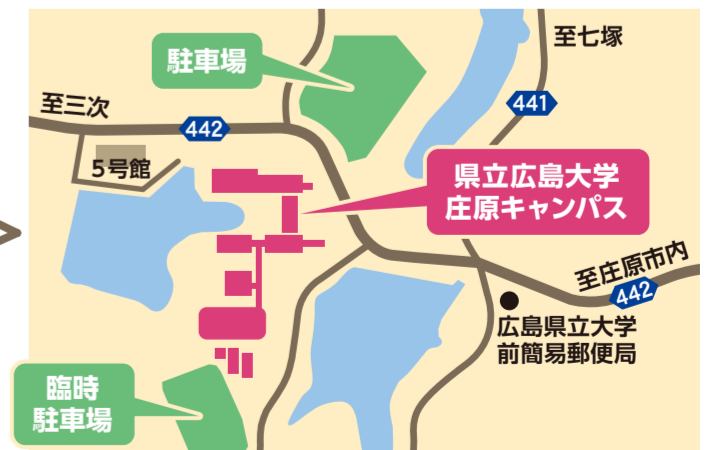 至七塚
駐車場
至三次
441
442
5号館
県立広島大学
庄原キャンパス
至庄原市内
442
広島県立大学
前簡易郵便局
臨時
駐車場